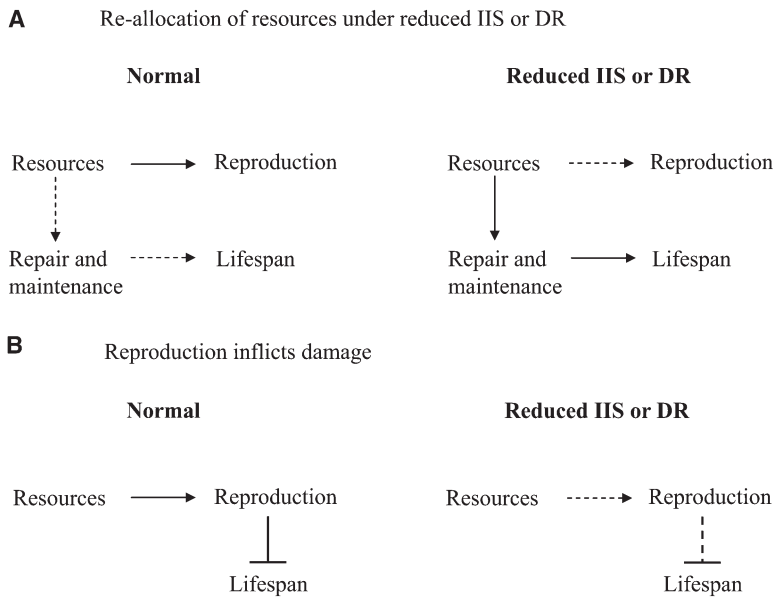 A Re-allocation of resources under reduced IIS or DR
Normal Reduced IIS or DR
Resources Reproduction Resources Reproduction
Repair and Lifespan Repair and Lifespan
maintenance maintenance
B Reproduction inflicts damage
Normal Reduced IIS or DR
Resources Reproduction Resources Reproduction
Lifespan Lifespan